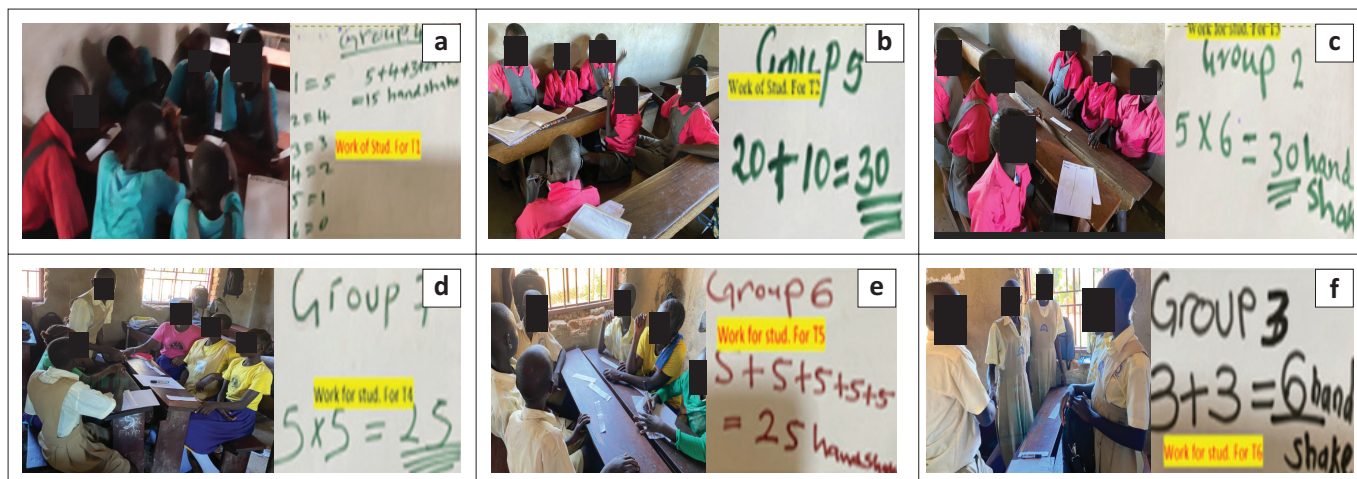 a
Group 4
1 = 5
5+4+3+2+1
2 = 4
= 15 handshake
3 = 3
Work of Stud. For T1
4 = 2
5 = 1
6 = 0
b
Group 5
Work of Stud. For T2
20 + 10 = 30
c
Work for stud. For T3
Group 2
5 X 6 = 30 hand
shake
d
Group
Work for stud. For T4
5 x 5 = 25
e
Group 6
Work for stud. For T5
5 + 5 + 5 + 5 + 5
= 25 handshake
f
Group 3
3 + 3 = 6 hand
Work for stud. For T6
shake